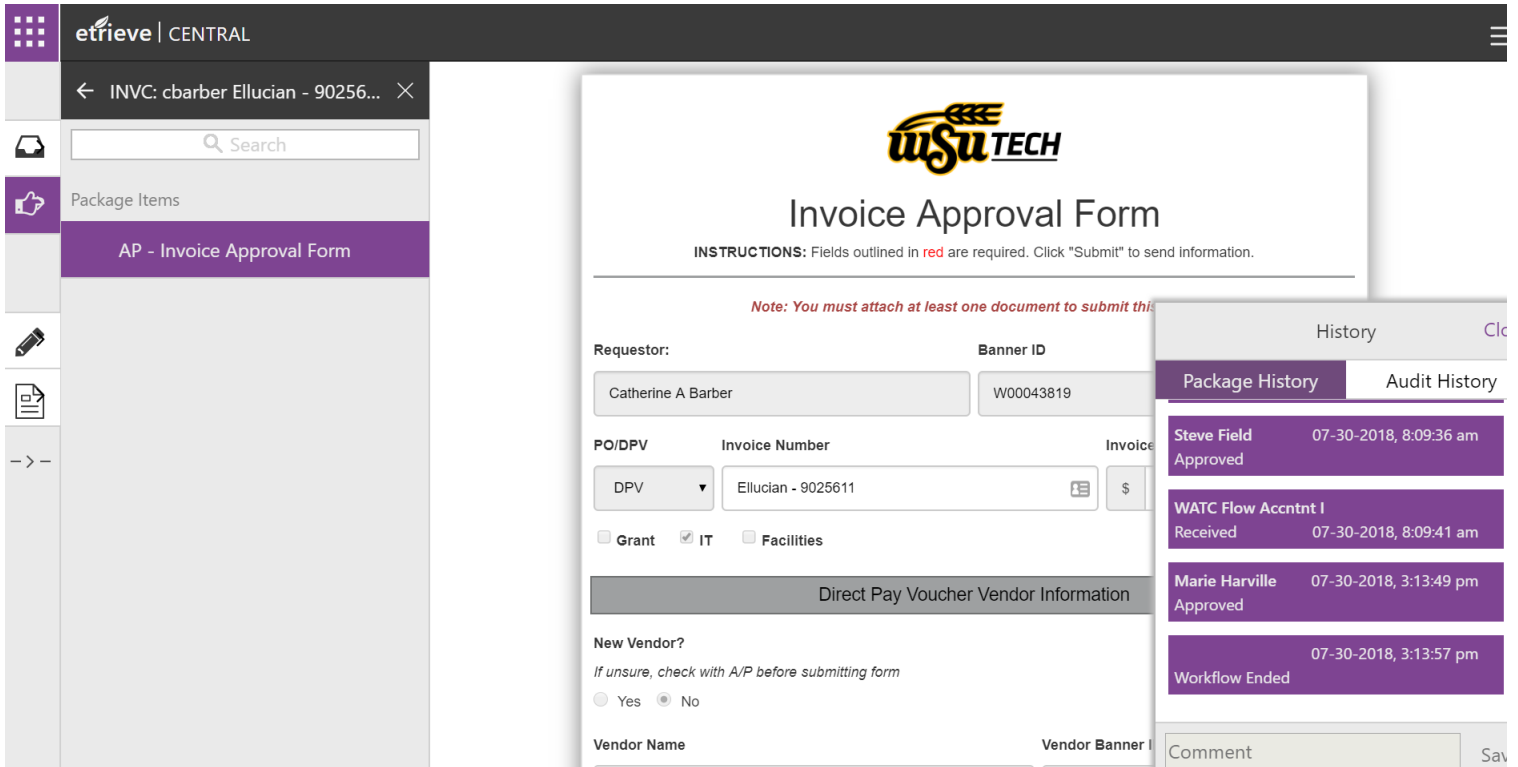 etrieve | CENTRAL
INVC: cbarber Ellucian - 90256...
Search
Package Items
AP - Invoice Approval Form
WSU TECH
Invoice Approval Form
INSTRUCTIONS: Fields outlined in red are required. Click "Submit" to send information.
Note: You must attach at least one document to submit this
Requestor:
Banner ID
Catherine A Barber
W00043819
PO/DPV
Invoice Number
Invoice
DPV
Ellucian - 9025611
$
Grant
IT
Facilities
Direct Pay Voucher Vendor Information
New Vendor?
If unsure, check with A/P before submitting form
Yes
No
Vendor Name
Vendor Banner I
History
Clo
Package History
Audit History
Steve Field 07-30-2018, 8:09:36 am
Approved
WATC Flow Accntnt I
Received 07-30-2018, 8:09:41 am
Marie Harville 07-30-2018, 3:13:49 pm
Approved
07-30-2018, 3:13:57 pm
Workflow Ended
Comment
Sav